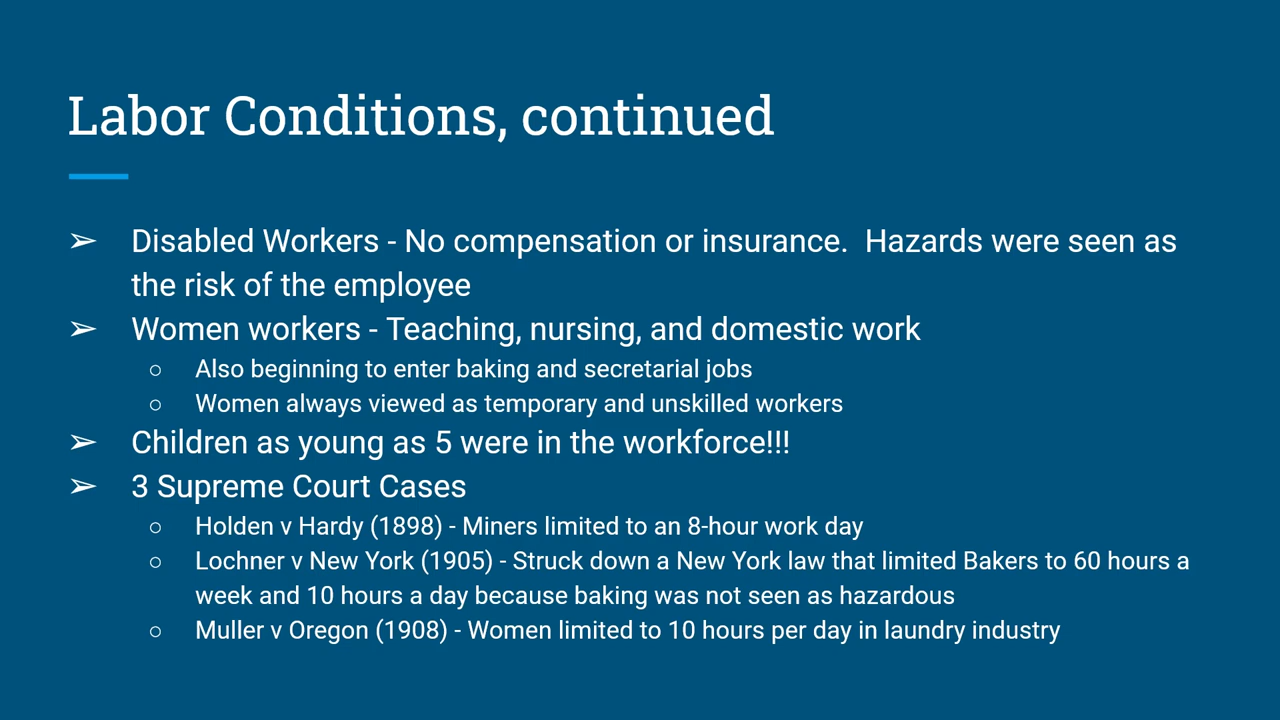 Labor Conditions, continued
➢ Disabled Workers - No compensation or insurance.  Hazards were seen as
the risk of the employee
➢ Women workers - Teaching, nursing, and domestic work
○ Also beginning to enter baking and secretarial jobs
○ Women always viewed as temporary and unskilled workers
➢ Children as young as 5 were in the workforce!!!
➢ 3 Supreme Court Cases
○ Holden v Hardy (1898) - Miners limited to an 8-hour work day
○ Lochner v New York (1905) - Struck down a New York law that limited Bakers to 60 hours a
week and 10 hours a day because baking was not seen as hazardous
○ Muller v Oregon (1908) - Women limited to 10 hours per day in laundry industry